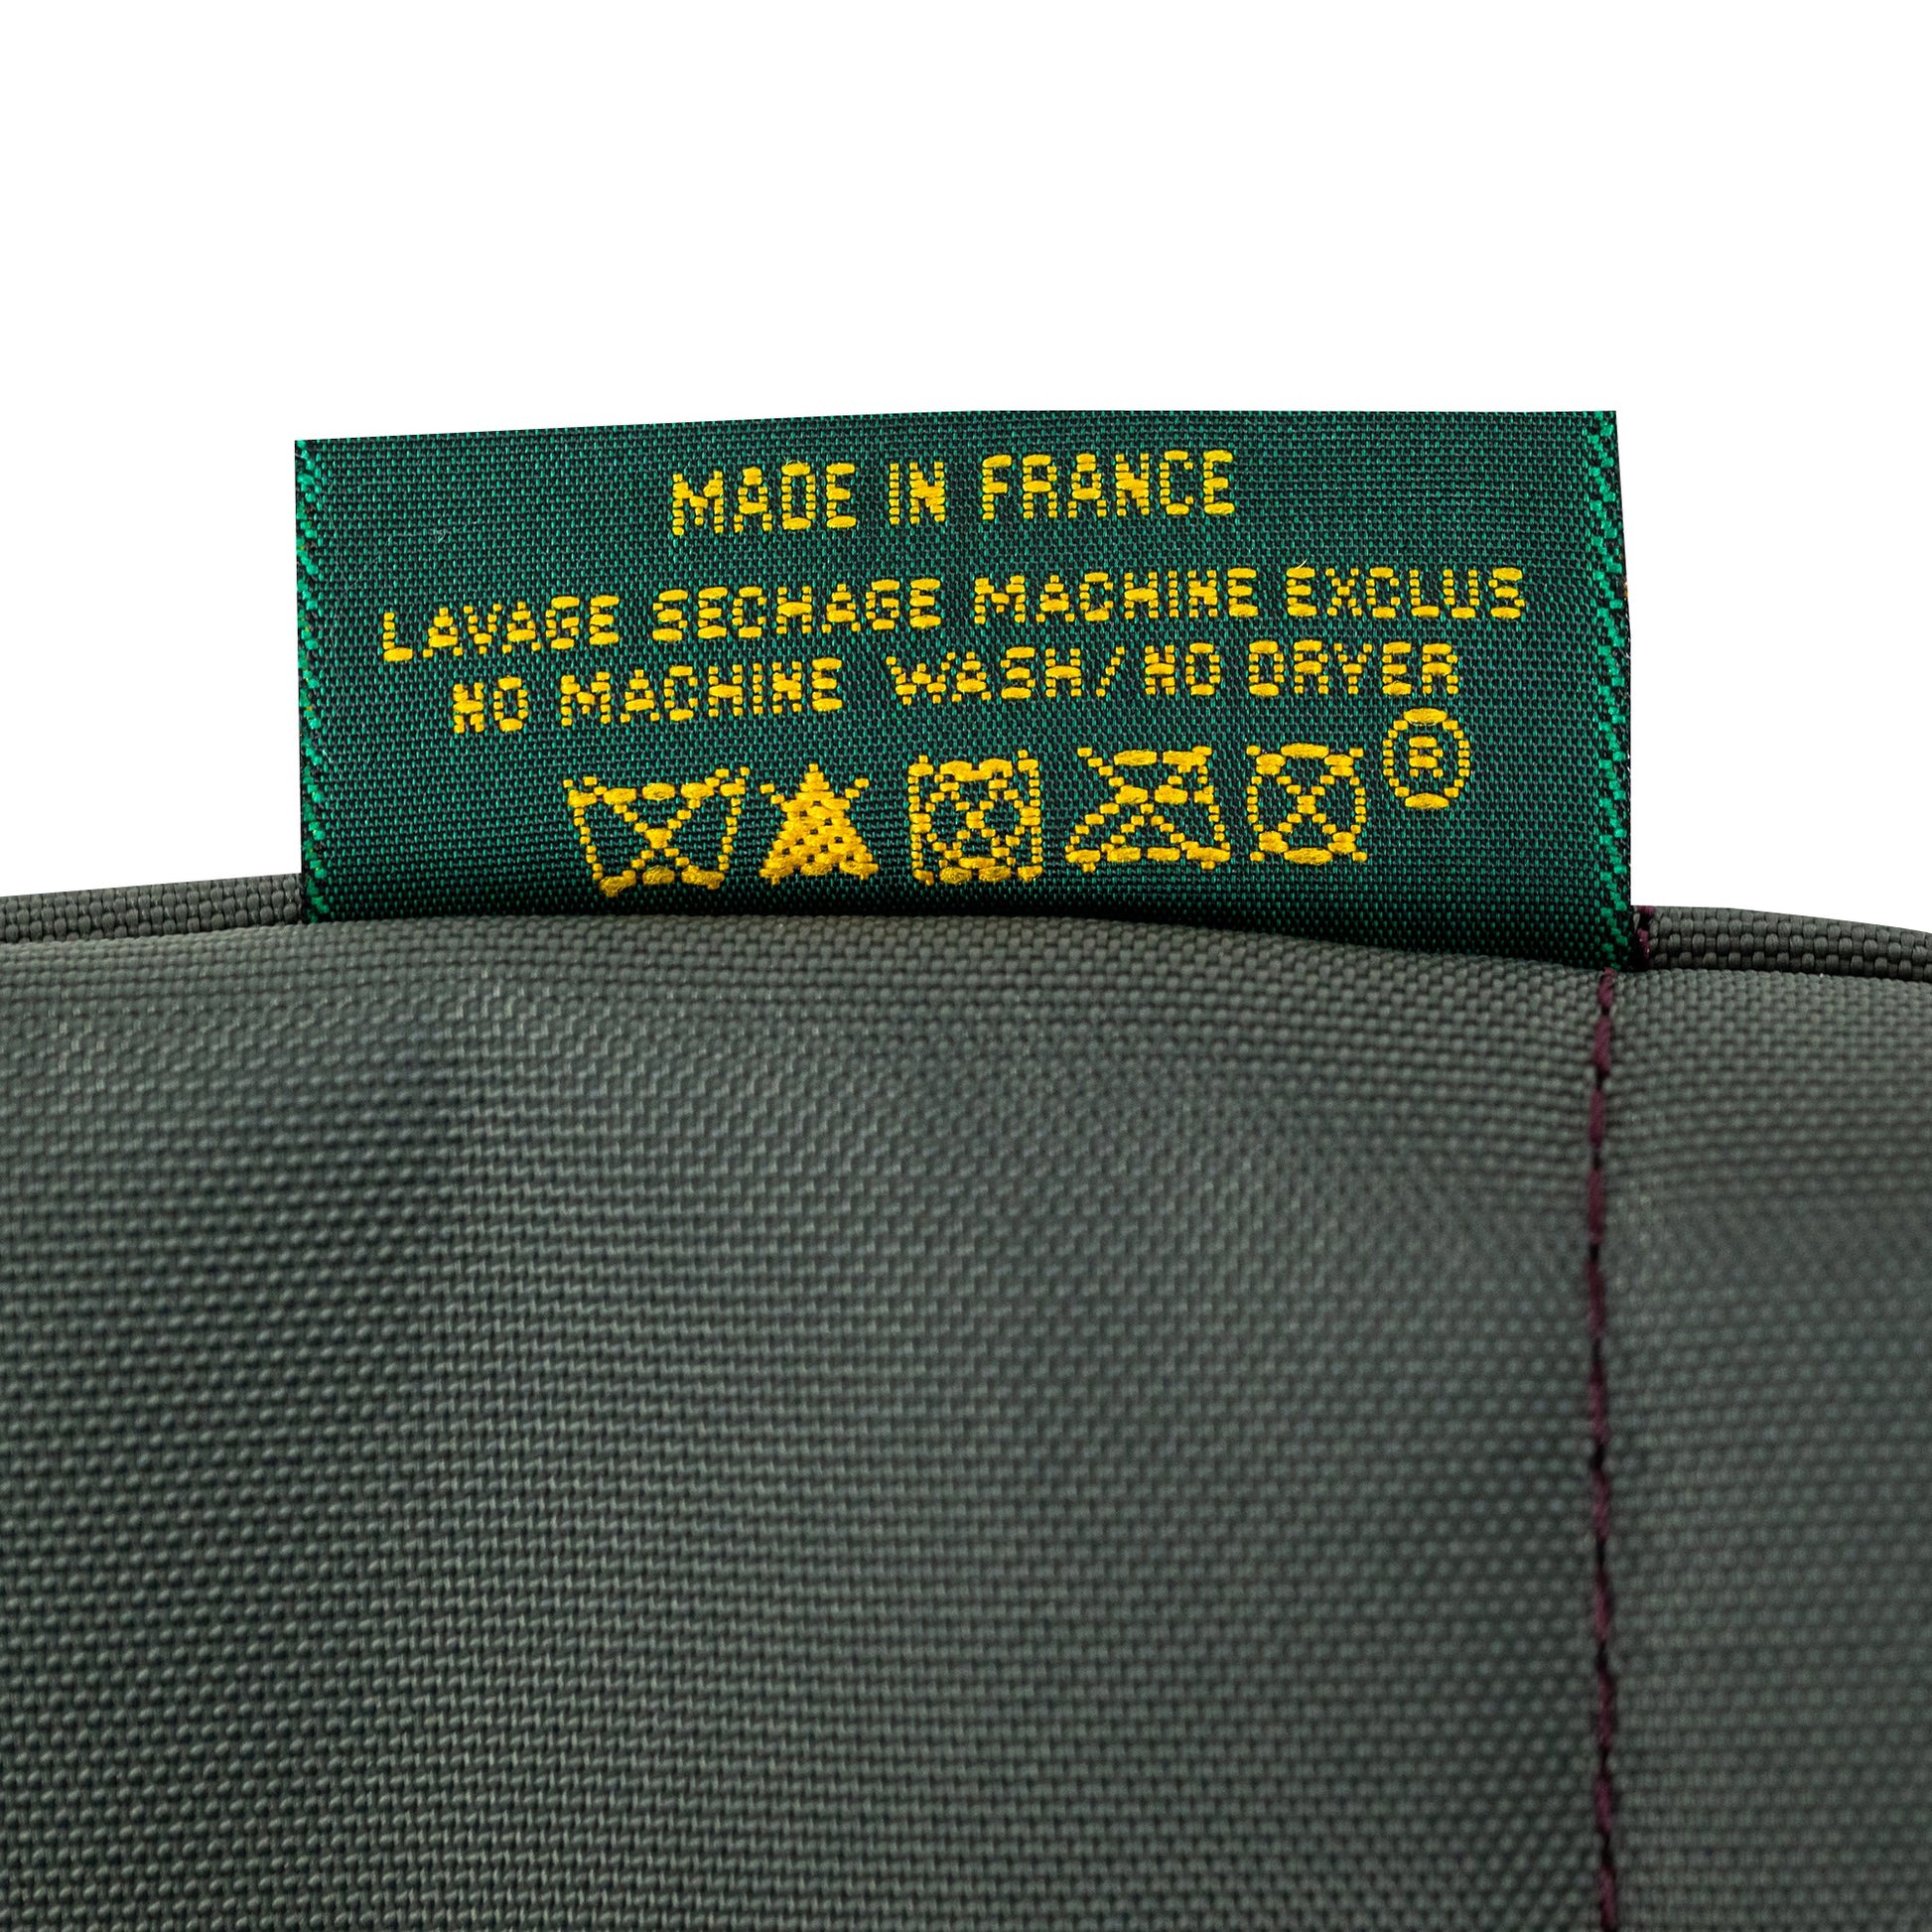 MADE IN FRANCE
LAVAGE SECHAGE MACHINE EXCLUS
NO MACHINE WASH/NO DRYER
®